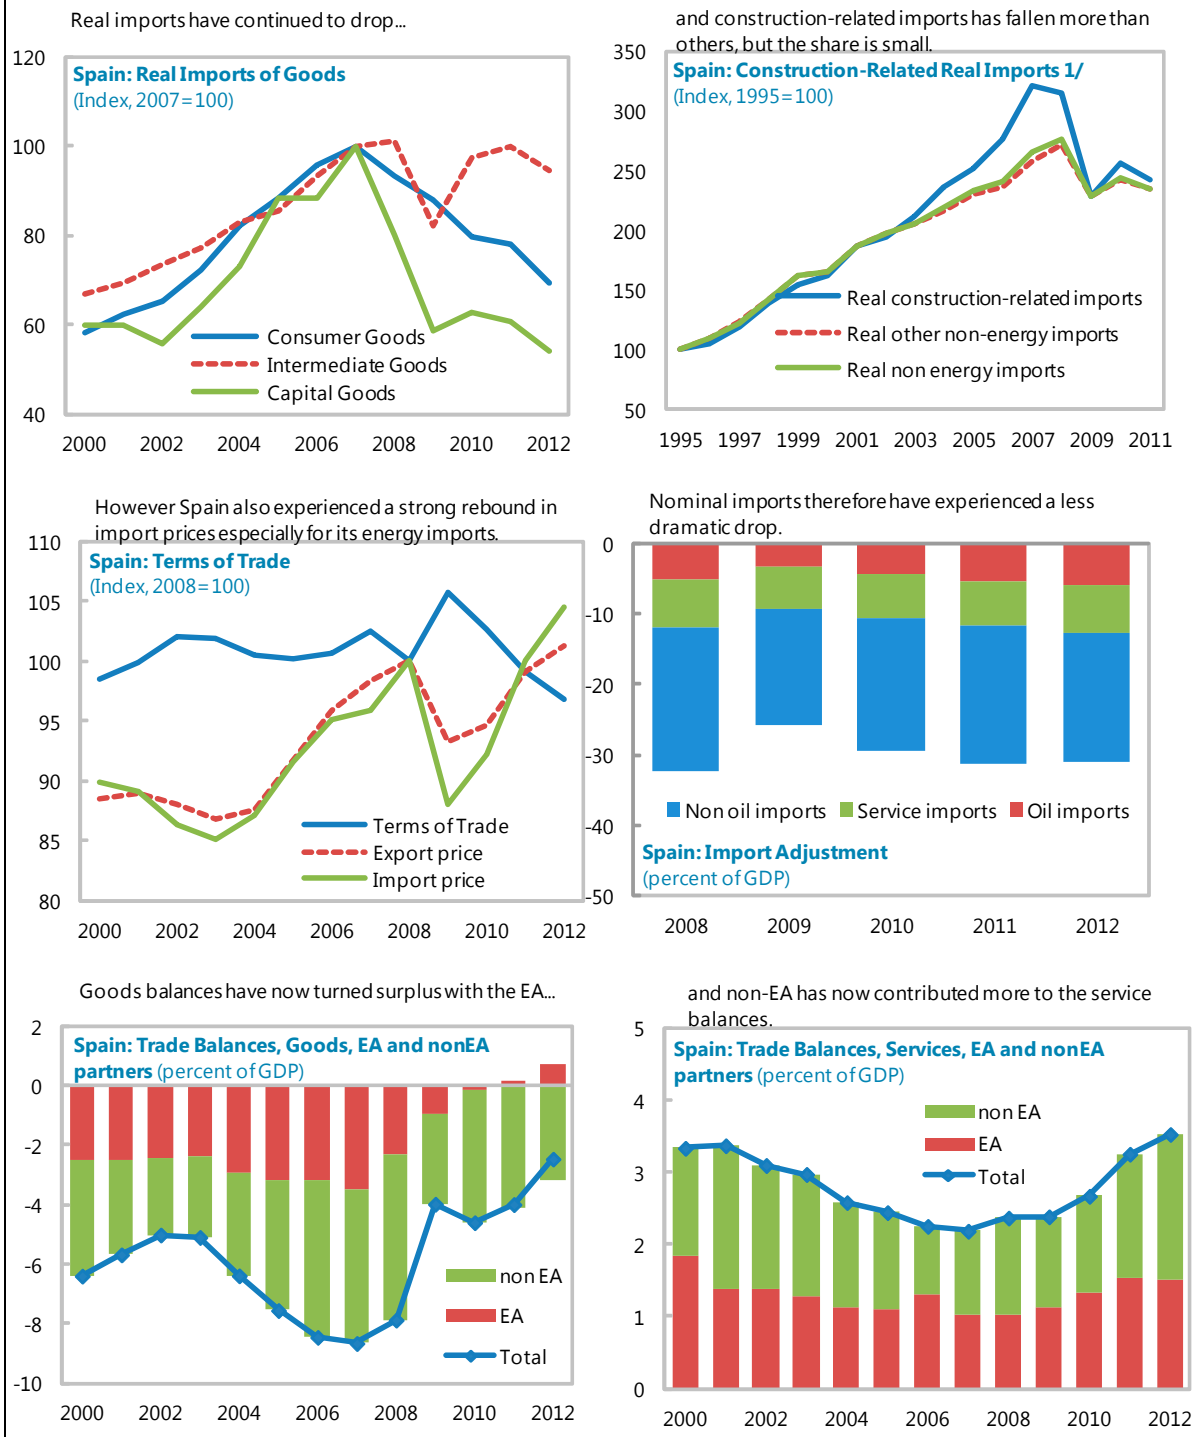 Real imports have continued to drop...
120
100
80
60
40
Spain: Real Imports of Goods
(Index, 2007=100)
Consumer Goods
Intermediate Goods
Capital Goods
2000 2002 2004 2006 2008 2010 2012
and construction-related imports has fallen more than
others, but the share is small.
350
300
250
200
150
100
50
Spain: Construction-Related Real Imports 1/
(Index, 1995=100)
Real construction-related imports
Real other non-energy imports
Real non energy imports
1995 1997 1999 2001 2003 2005 2007 2009 2011
However Spain also experienced a strong rebound in
import prices especially for its energy imports.
110
105
100
95
90
85
80
Spain: Terms of Trade
(Index, 2008=100)
Terms of Trade
Export price
Import price
2000 2002 2004 2006 2008 2010 2012
Nominal imports therefore have experienced a less
dramatic drop.
0
-10
-20
-30
-40
-50
Non oil imports Service imports Oil imports
Spain: Import Adjustment
(percent of GDP)
2008 2009 2010 2011 2012
Goods balances have now turned surplus with the EA...
2
0
-2
-4
-6
-8
-10
Spain: Trade Balances, Goods, EA and nonEA
partners (percent of GDP)
non EA
EA
Total
2000 2002 2004 2006 2008 2010 2012
and non-EA has now contributed more to the service
balances.
5
4
3
2
1
0
Spain: Trade Balances, Services, EA and nonEA
partners (percent of GDP)
non EA
EA
Total
2000 2002 2004 2006 2008 2010 2012